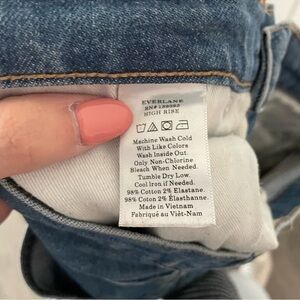 EVERLANE
HIGH RISE
Machine Wash Cold
With Like Colors
Wash Inside Out.
Only Non-Chlorine
Bleach When Needed.
Tumble Dry Low.
Cool Iron if Needed.
98% Cotton 2% Elastane.
98% Cotton 2% Élasthanne.
Made in Vietnam
Fabriqué au Viêt-Nam